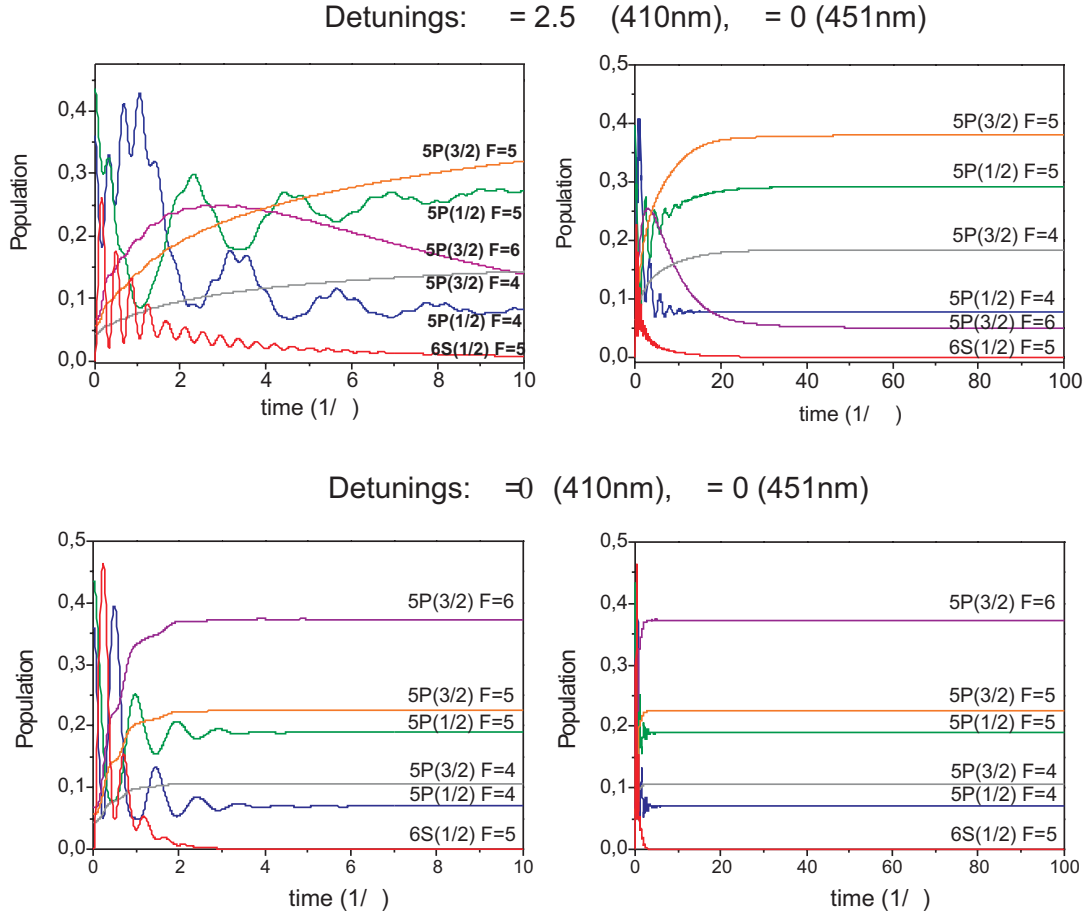 Detunings: = 2.5 (410nm), = 0 (451nm)
Population
0,4
0,3
0,2
0,1
0,0
5P(3/2) F=5
5P(1/2) F=5
5P(3/2) F=6
5P(3/2) F=4
5P(1/2) F=4
6S(1/2) F=5
0 2 4 6 8 10
time (1/ )
Population
0,5
0,4
0,3
0,2
0,1
0,0
5P(3/2) F=5
5P(1/2) F=5
5P(3/2) F=4
5P(1/2) F=4
5P(3/2) F=6
6S(1/2) F=5
0 20 40 60 80 100
time (1/ )
Detunings: =0 (410nm), = 0 (451nm)
Population
0,5
0,4
0,3
0,2
0,1
0,0
5P(3/2) F=6
5P(3/2) F=5
5P(1/2) F=5
5P(3/2) F=4
5P(1/2) F=4
6S(1/2) F=5
0 2 4 6 8 10
time (1/ )
Population
0,5
0,4
0,3
0,2
0,1
0,0
5P(3/2) F=6
5P(3/2) F=5
5P(1/2) F=5
5P(3/2) F=4
5P(1/2) F=4
6S(1/2) F=5
0 20 40 60 80 100
time (1/ )